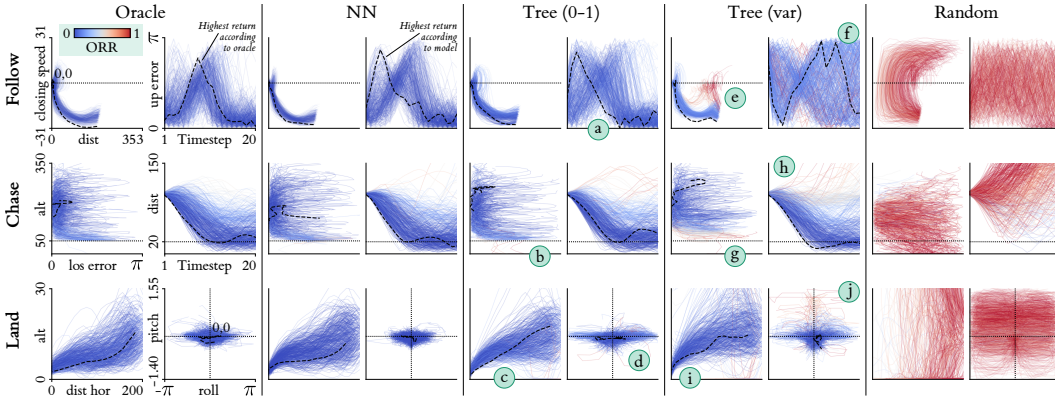 Oracle
NN
Tree (0-1)
Tree (var)
Random
Follow
closing speed
−31
31
0
1
ORR
0,0
0
dist
353
Highest return
according
to oracle
up error
0
π
1
Timestep
20
Highest return
according
to model
a
e
f
Chase
alt
50
350
0
los error
π
dist
20
150
1
Timestep
20
b
g
h
Land
alt
0
30
0
dist hor
200
pitch
−1.40
1.55
0,0
−π
roll
π
c
d
i
j